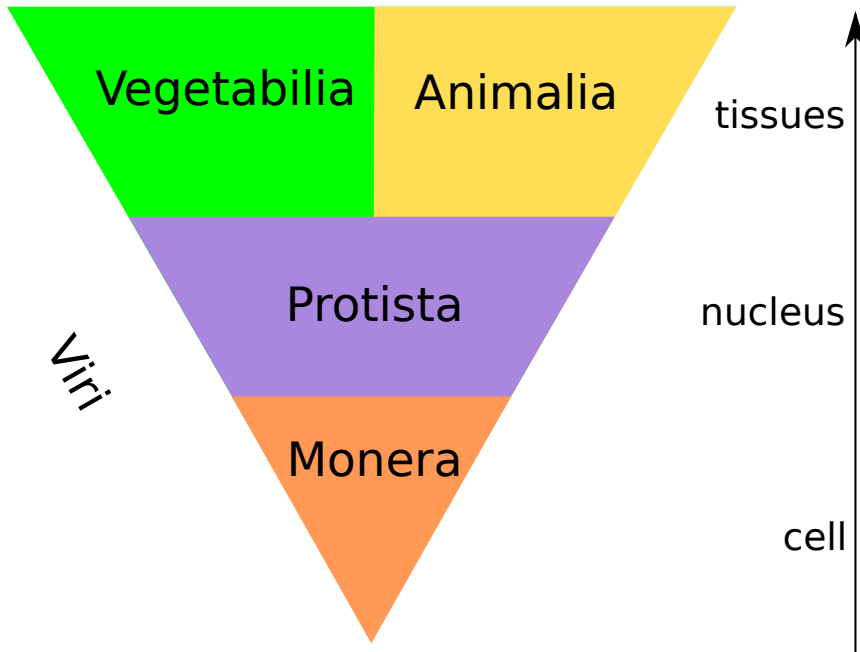 Vegetabilia
Animalia
tissues
Protista
nucleus
Viri
Monera
cell